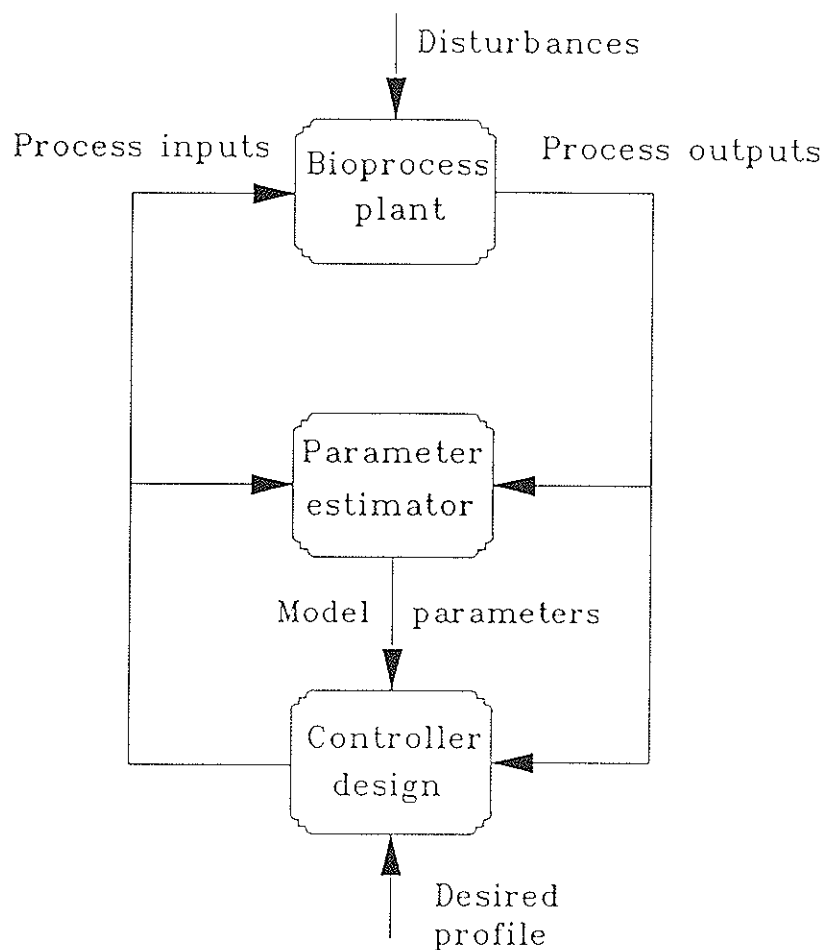 Disturbances
Process inputs
Process outputs
Bioprocess
plant
Parameter
estimator
Model parameters
Controller
design
Desired
profile